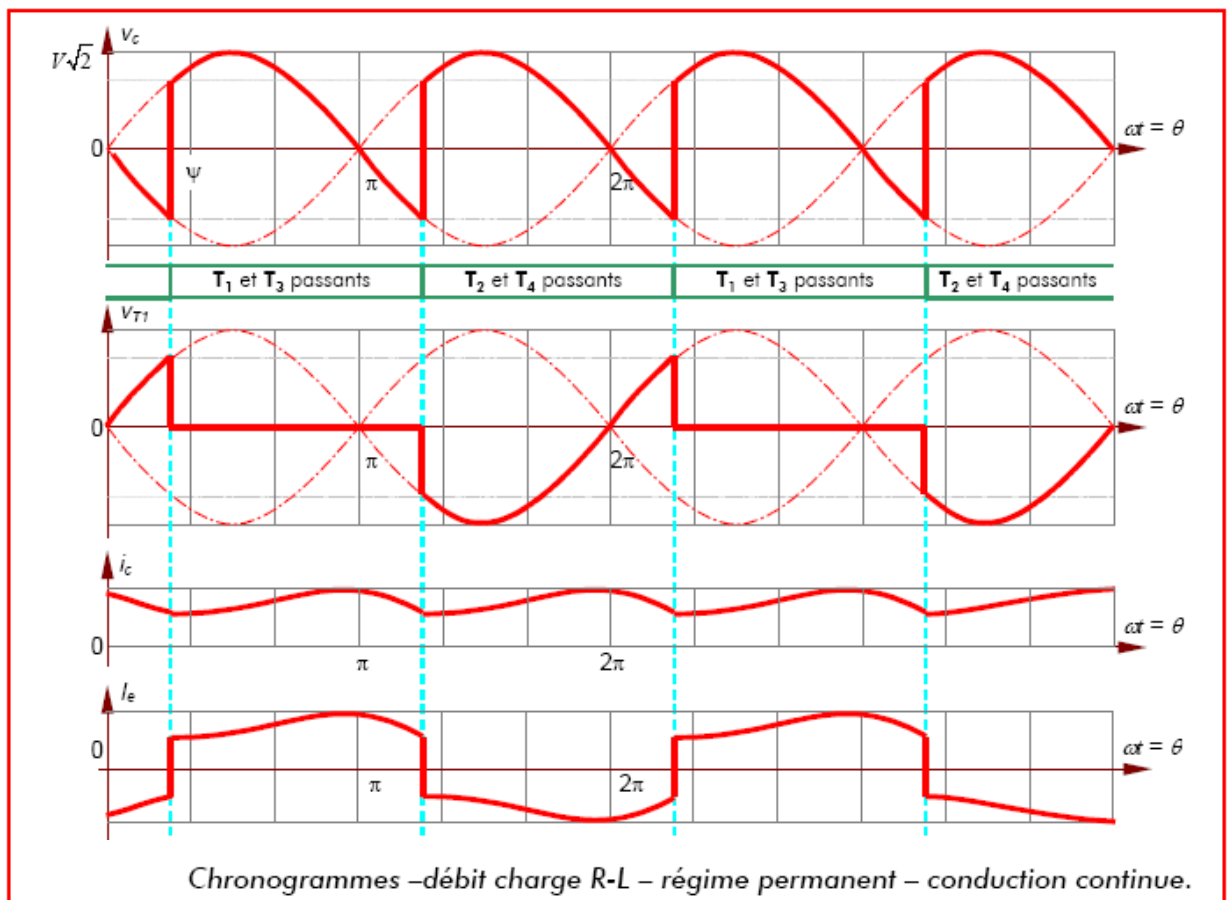 v_c
V√2
0
ωt = θ
ψ
π
2π
T₁ et T₃ passants
T₂ et T₄ passants
T₁ et T₃ passants
T₂ et T₄ passants
v_T1
0
ωt = θ
π
2π
i_c
0
ωt = θ
π
2π
I_e
0
ωt = θ
π
2π
Chronogrammes –débit charge R-L – régime permanent – conduction continue.